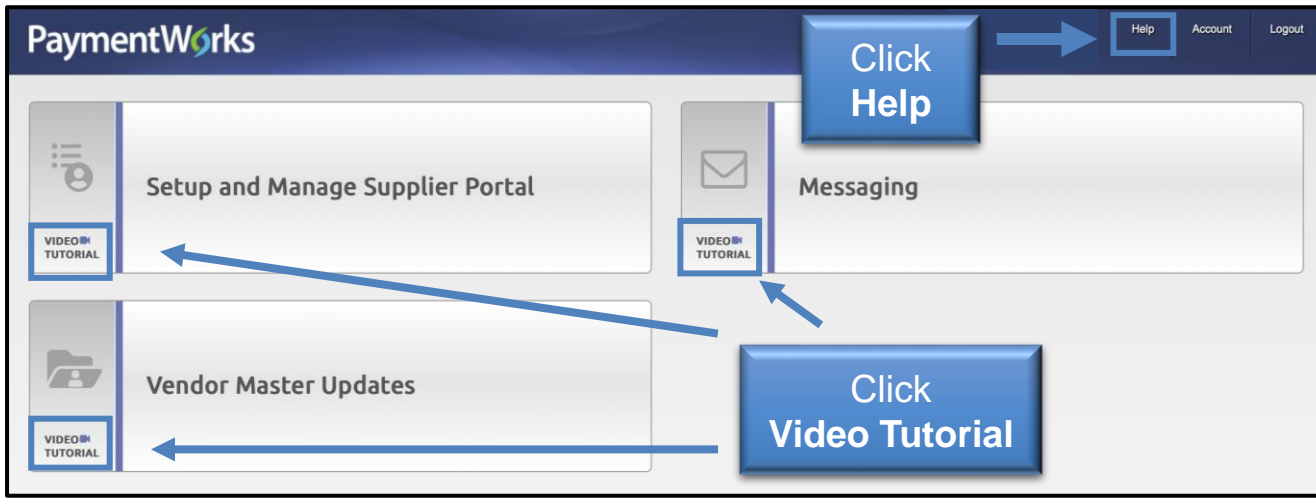 PaymentWorks
Help
Account
Logout
Click
Help
Setup and Manage Supplier Portal
VIDEO
TUTORIAL
Messaging
VIDEO
TUTORIAL
Vendor Master Updates
VIDEO
TUTORIAL
Click
Video Tutorial